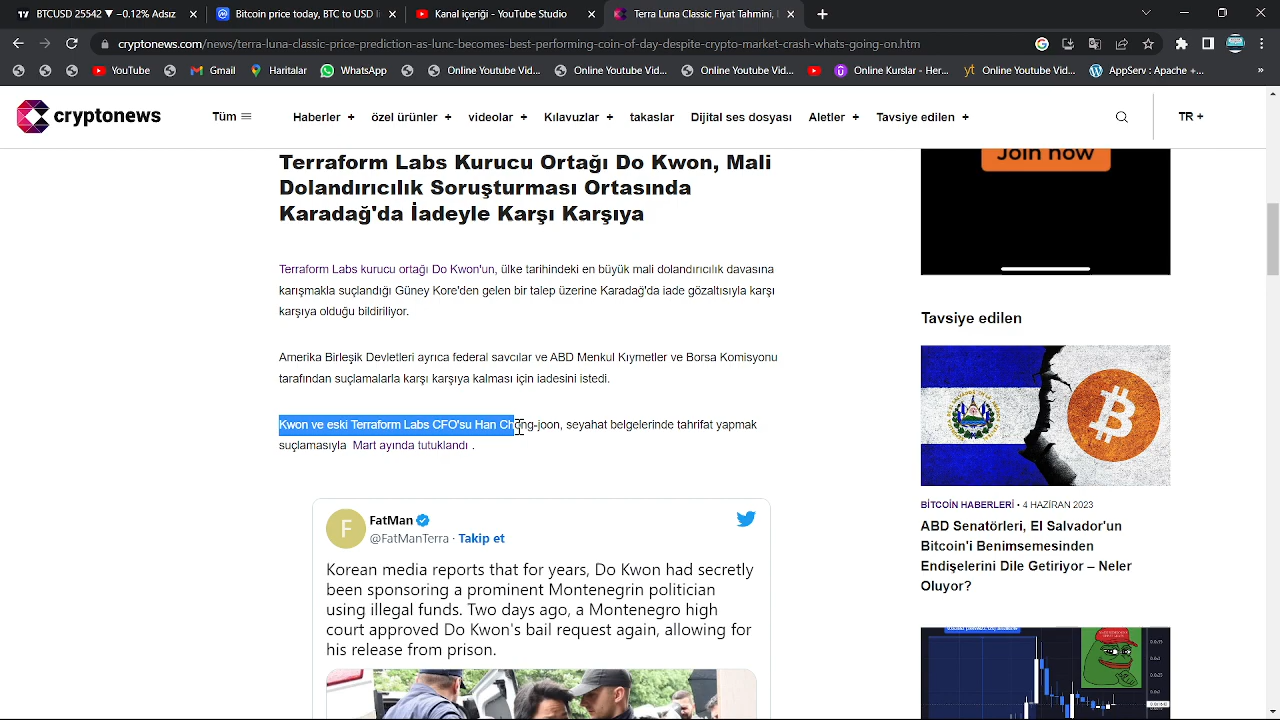 BTCUSD 25542 ▼ −0.12% Adsız
Bitcoin price today, BTC to USD l
Kanal içeriği - YouTube Studio
Terra Luna Classic Fiyat Tahmini,
cryptonews.com/news/terra-luna-classic-price-prediction-as-lunc-becomes-best-performing-coin-of-day-despite-crypto-market-crash-whats-going-on.htm
YouTube
Gmail
Haritalar
WhatsApp
Online Youtube Vid...
Online Youtube Vid...
Online Youtube Vid...
Online Kurslar - Her...
Online Youtube Vid...
AppServ : Apache +...
»
cryptonews
Tüm
Haberler +
özel ürünler +
videolar +
Kılavuzlar +
takaslar
Dijital ses dosyası
Aletler +
Tavsiye edilen +
TR +
Terraform Labs Kurucu Ortağı Do Kwon, Mali
Dolandırıcılık Soruşturması Ortasında
Karadağ'da İadeyle Karşı Karşıya
Terraform Labs kurucu ortağı Do Kwon'un, ülke tarihindeki en büyük mali dolandırıcılık davasına
karışmakla suçlandığı Güney Kore'den gelen bir talep üzerine Karadağ'da iade gözaltısıyla karşı
karşıya olduğu bildiriliyor.
Amerika Birleşik Devletleri ayrıca federal savcılar ve ABD Menkul Kıymetler ve Borsa Komisyonu
tarafından suçlamalarla karşı karşıya kalması için iadesini istedi.
Kwon ve eski Terraform Labs CFO'su Han Chang-joon, seyahat belgelerinde tahrifat yapmak
suçlamasıyla Mart ayında tutuklandı .
F
FatMan
@FatManTerra · Takip et
Korean media reports that for years, Do Kwon had secretly
been sponsoring a prominent Montenegrin politician
using illegal funds. Two days ago, a Montenegro high
court approved Do Kwon's bail request again, allowing
his release from prison.
Join now
Tavsiye edilen
BİTCOİN HABERLERİ • 4 HAZİRAN 2023
ABD Senatörleri, El Salvador'un
Bitcoin'i Benimsemesinden
Endişelerini Dile Getiriyor – Neler
Oluyor?